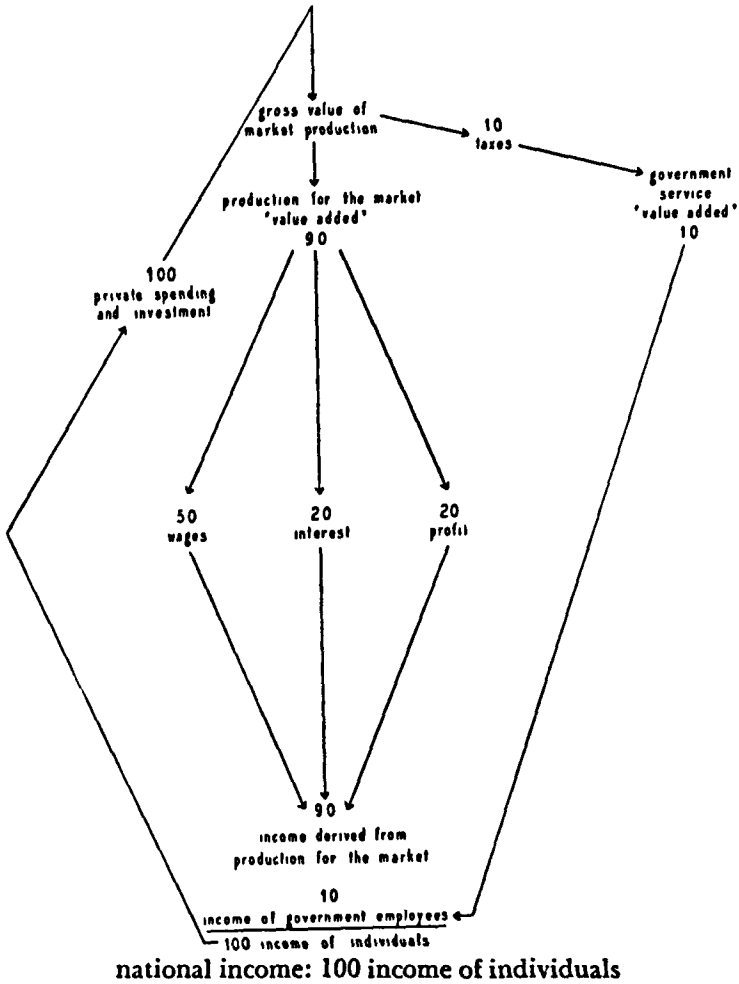 gross value of
market production
10
taxes
government
service
"value added"
10
production for the market
"value added"
90
100
private spending
and investment
50
wages
20
interest
20
profit
90
income derived from
production for the market
10
income of government employees
100 income of individuals
national income: 100 income of individuals